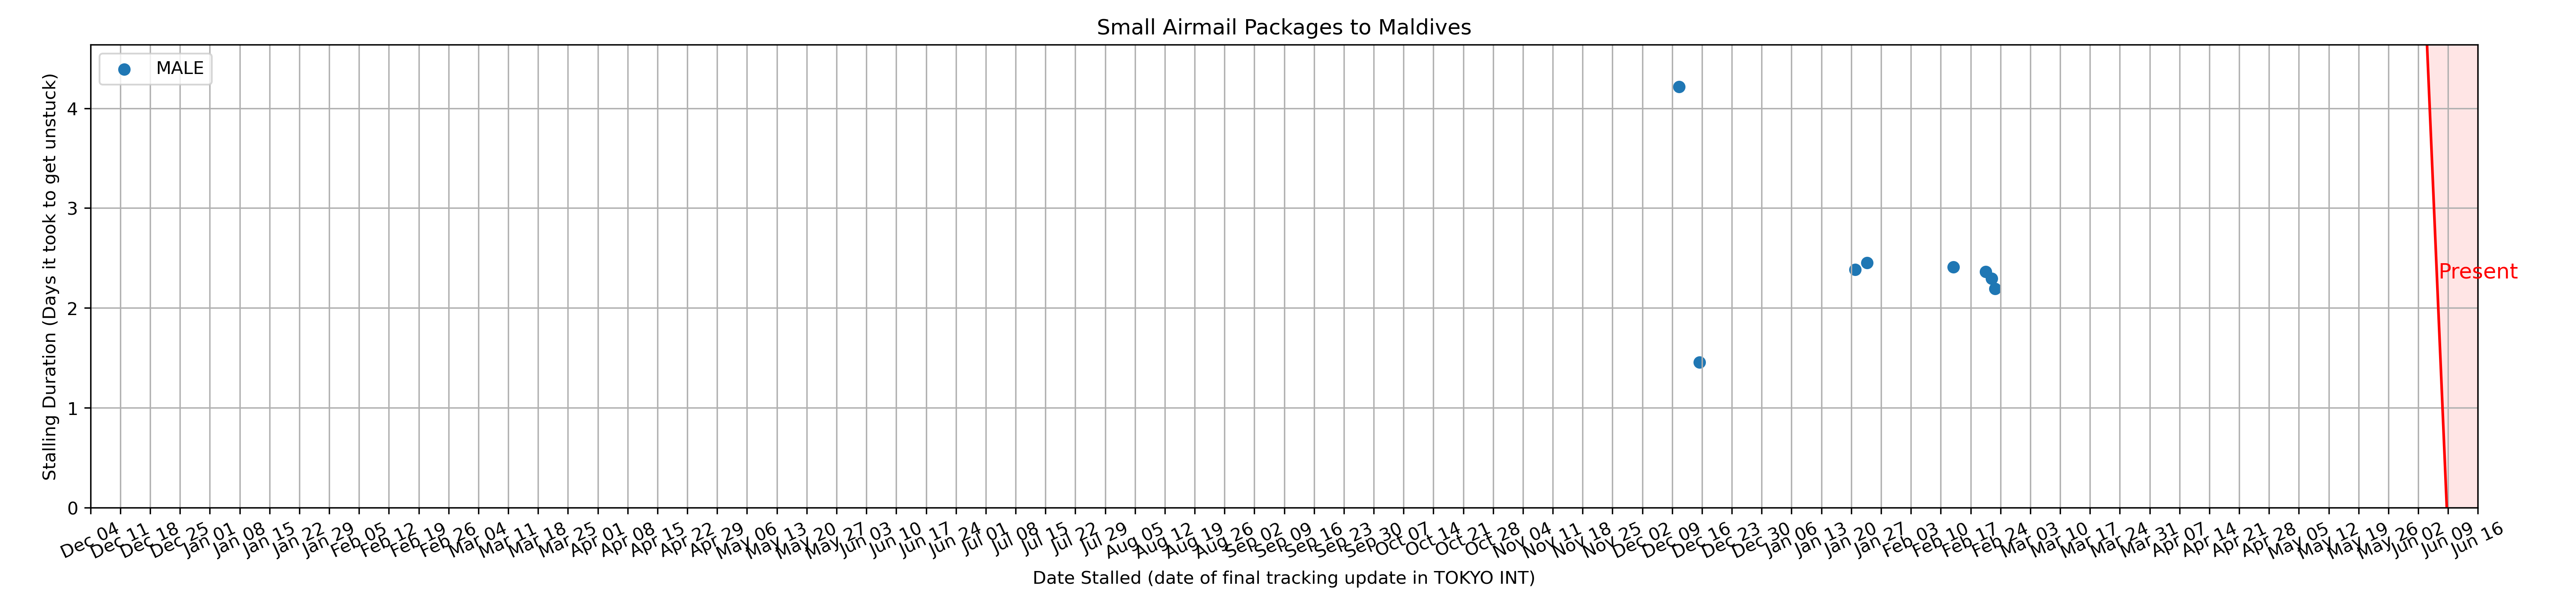 Small Airmail Packages to Maldives
MALE
Stalling Duration (Days it took to get unstuck)
4
3
2
1
0
Present
Dec 04 Dec 11 Dec 18 Dec 25 Jan 01 Jan 08 Jan 15 Jan 22 Jan 29 Feb 05 Feb 12 Feb 19 Feb 26 Mar 04 Mar 11 Mar 18 Mar 25 Apr 01 Apr 08 Apr 15 Apr 22 Apr 29 May 06 May 13 May 20 May 27 Jun 03 Jun 10 Jun 17 Jun 24 Jul 01 Jul 08 Jul 15 Jul 22 Jul 29 Aug 05 Aug 12 Aug 19 Aug 26 Sep 02 Sep 09 Sep 16 Sep 23 Sep 30 Oct 07 Oct 14 Oct 21 Oct 28 Nov 04 Nov 11 Nov 18 Nov 25 Dec 02 Dec 09 Dec 16 Dec 23 Dec 30 Jan 06 Jan 13 Jan 20 Jan 27 Feb 03 Feb 10 Feb 17 Feb 24 Mar 03 Mar 10 Mar 17 Mar 24 Mar 31 Apr 07 Apr 14 Apr 21 Apr 28 May 05 May 12 May 19 May 26 Jun 02 Jun 09 Jun 16
Date Stalled (date of final tracking update in TOKYO INT)